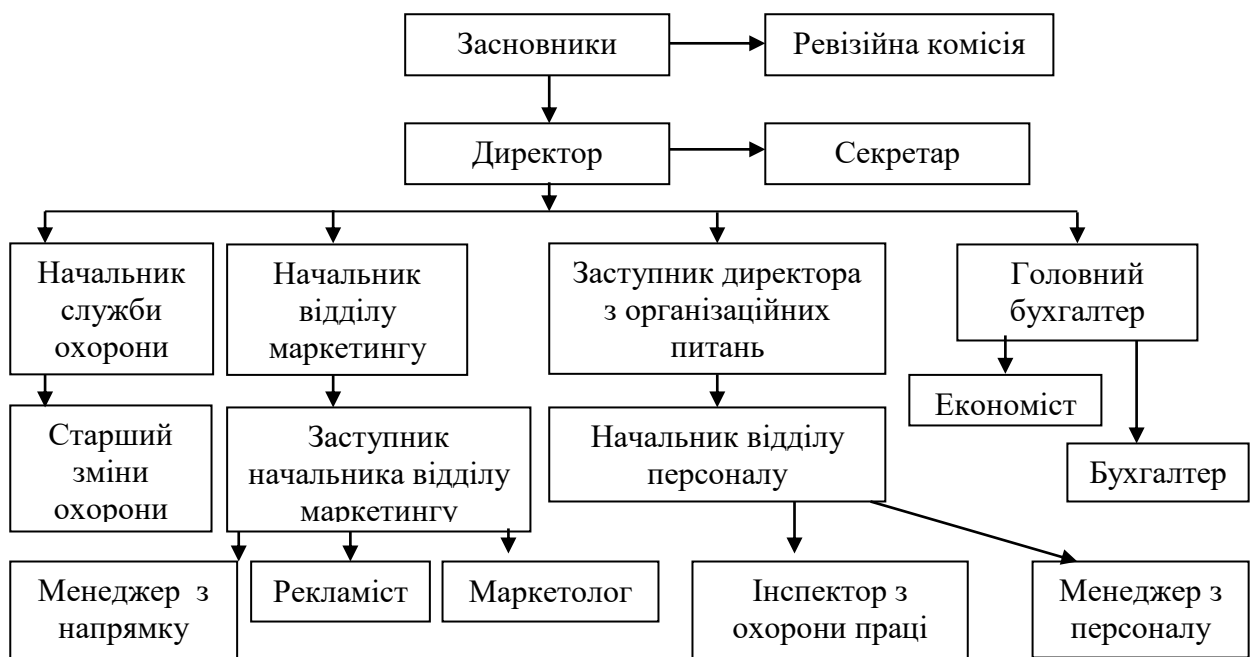 Засновники
Ревізійна комісія
Директор
Секретар
Начальник
служби
охорони
Начальник
відділу
маркетингу
Заступник директора
з організаційних
питань
Головний
бухгалтер
Економіст
Старший
зміни
охорони
Заступник
начальника відділу
маркетингу
Начальник відділу
персоналу
Бухгалтер
Менеджер з
напрямку
Рекламіст
Маркетолог
Інспектор з
охорони праці
Менеджер з
персоналу